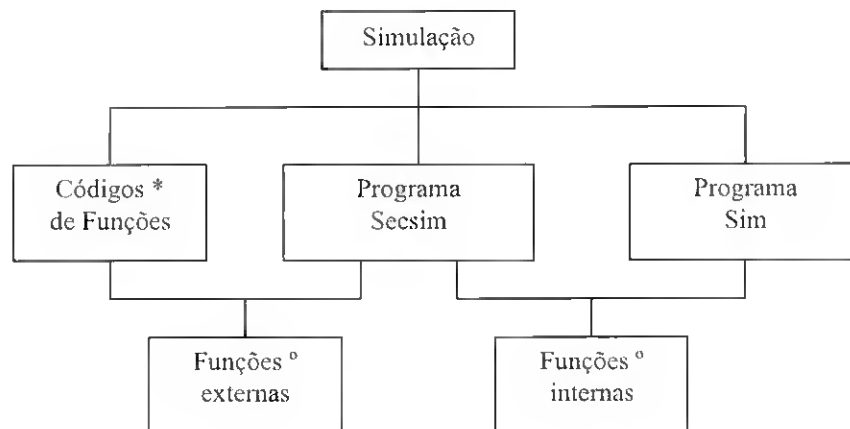 Simulação
Códigos *
de Funções
Programa
Secsim
Programa
Sim
Funções º
externas
Funções º
internas